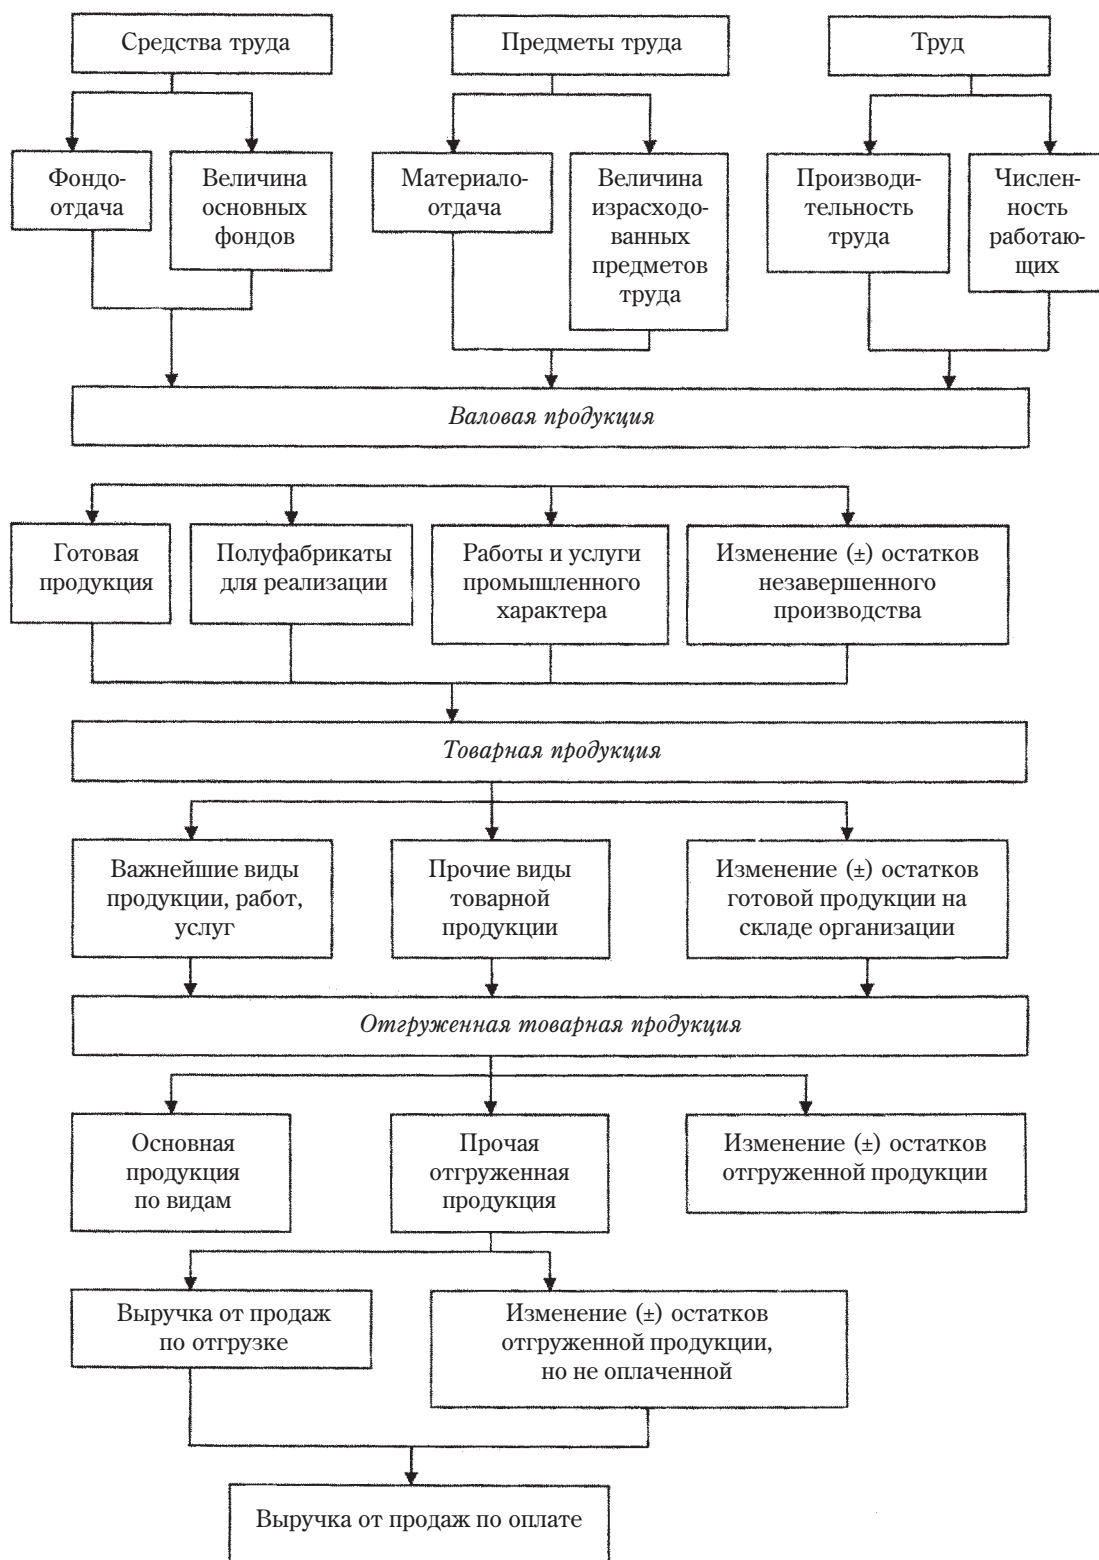 Средства труда
Предметы труда
Труд
Фондо-
отдача
Величина
основных
фондов
Материало-
отдача
Величина
израсходо-
ванных
предметов
труда
Производи-
тельность
труда
Числен-
ность
работаю-
щих
Валовая продукция
Готовая
продукция
Полуфабрикаты
для реализации
Работы и услуги
промышленного
характера
Изменение (±) остатков
незавершенного
производства
Товарная продукция
Важнейшие виды
продукции, работ,
услуг
Прочие виды
товарной
продукции
Изменение (±) остатков
готовой продукции на
складе организации
Отгруженная товарная продукция
Основная
продукция
по видам
Прочая
отгруженная
продукция
Изменение (±) остатков
отгруженной продукции
Выручка от продаж
по отгрузке
Изменение (±) остатков
отгруженной продукции,
но не оплаченной
Выручка от продаж по оплате